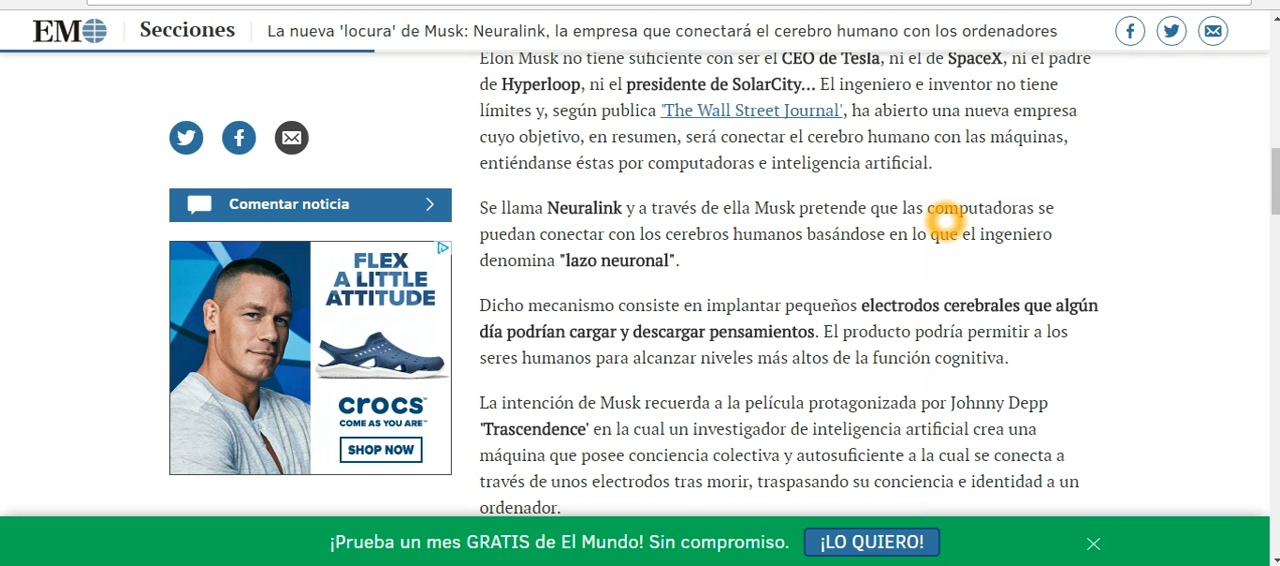 EM
Secciones
La nueva 'locura' de Musk: Neuralink, la empresa que conectará el cerebro humano con los ordenadores
Elon Musk no tiene suficiente con ser el CEO de Tesla, ni el de SpaceX, ni el padre
de Hyperloop, ni el presidente de SolarCity... El ingeniero e inventor no tiene
límites y, según publica 'The Wall Street Journal', ha abierto una nueva empresa
cuyo objetivo, en resumen, será conectar el cerebro humano con las máquinas,
entiéndanse éstas por computadoras e inteligencia artificial.
Comentar noticia
Se llama Neuralink y a través de ella Musk pretende que las computadoras se
puedan conectar con los cerebros humanos basándose en lo que el ingeniero
denomina "lazo neuronal".
FLEX
A LITTLE
ATTITUDE
crocs™
COME AS YOU ARE™
SHOP NOW
Dicho mecanismo consiste en implantar pequeños electrodos cerebrales que algún
día podrían cargar y descargar pensamientos. El producto podría permitir a los
seres humanos para alcanzar niveles más altos de la función cognitiva.
La intención de Musk recuerda a la película protagonizada por Johnny Depp
'Trascendence' en la cual un investigador de inteligencia artificial crea una
máquina que posee conciencia colectiva y autosuficiente a la cual se conecta a
través de unos electrodos tras morir, traspasando su conciencia e identidad a un
ordenador.
¡Prueba un mes GRATIS de El Mundo! Sin compromiso.
¡LO QUIERO!